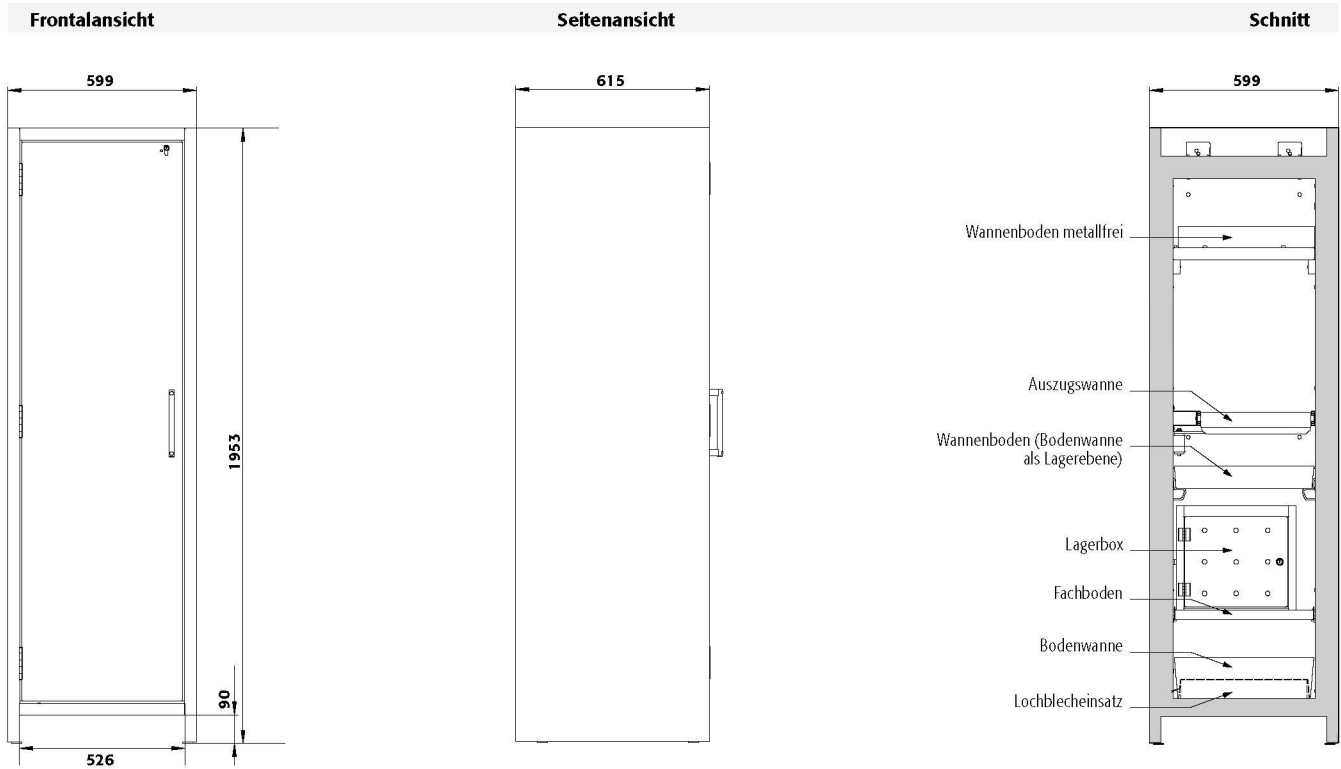 Frontalansicht
Seitenansicht
Schnitt
599
615
599
Wannenboden metallfrei
Auszugswanne
Wannenboden (Bodenwanne
als Lagerebene)
1953
Lagerbox
Fachboden
Bodenwanne
Lochblecheinsatz
90
526